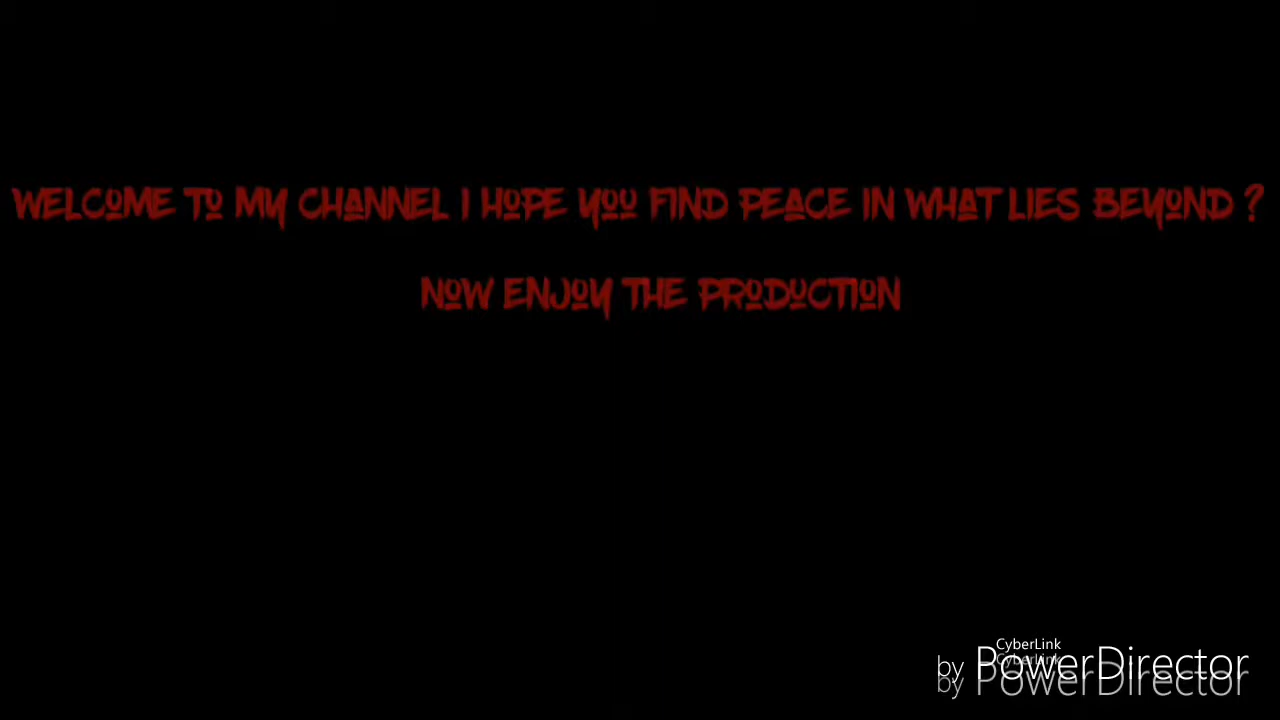 WELCOME TO MY CHANNEL I HOPE YOU FIND PEACE IN WHAT LIES BEYOND ?
NOW ENJOY THE PRODUCTION
CyberLink
by PowerDirector